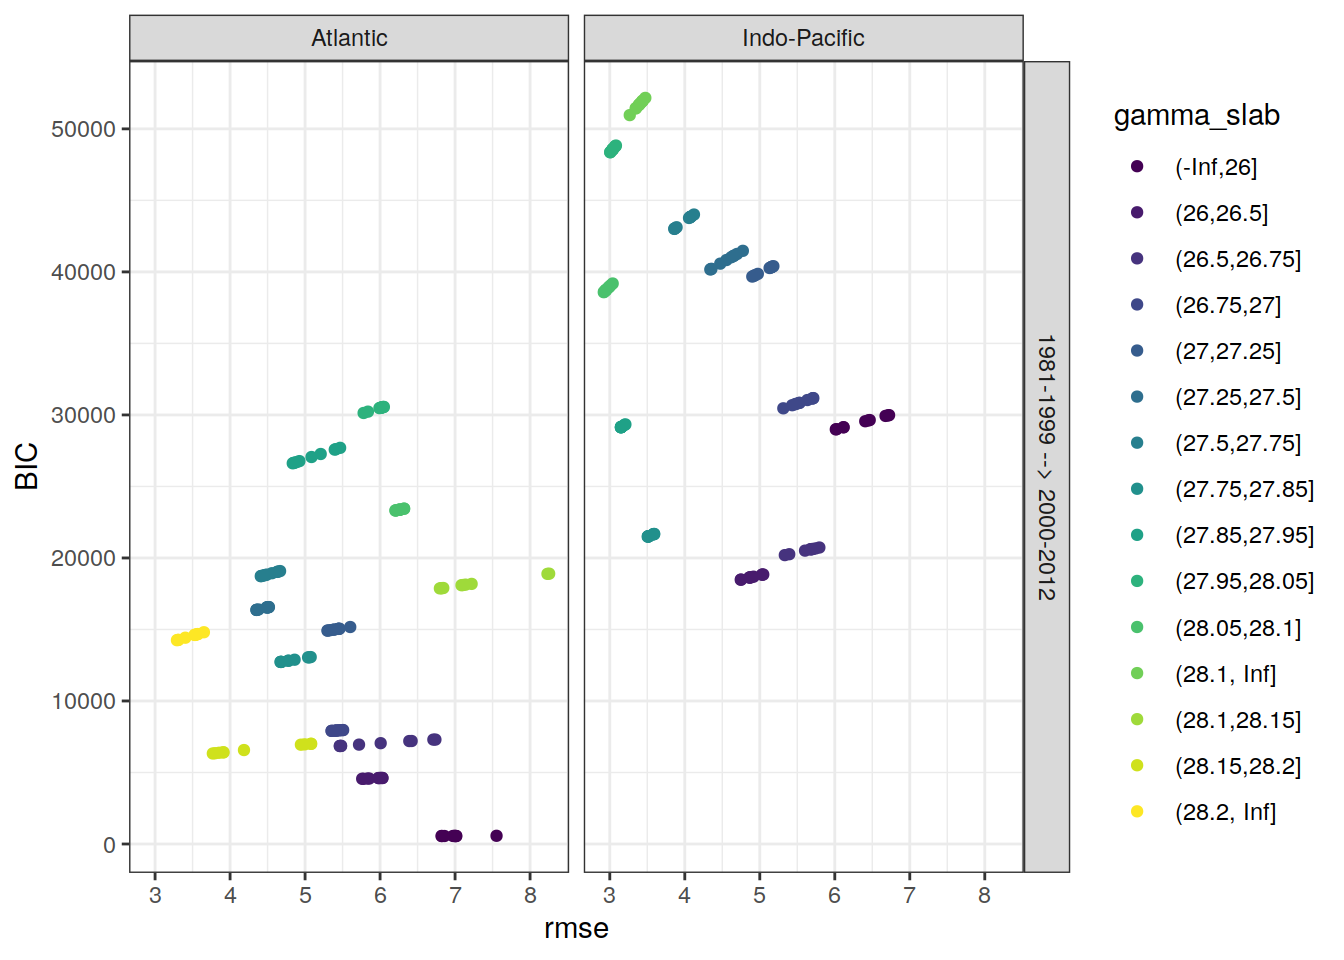 Atlantic
Indo-Pacific
50000
40000
30000
20000
10000
0
BIC
3 4 5 6 7 8
3 4 5 6 7 8
rmse
1981-1999 --> 2000-2012
gamma_slab
(-Inf,26]
(26,26.5]
(26.5,26.75]
(26.75,27]
(27,27.25]
(27.25,27.5]
(27.5,27.75]
(27.75,27.85]
(27.85,27.95]
(27.95,28.05]
(28.05,28.1]
(28.1, Inf]
(28.1,28.15]
(28.15,28.2]
(28.2, Inf]